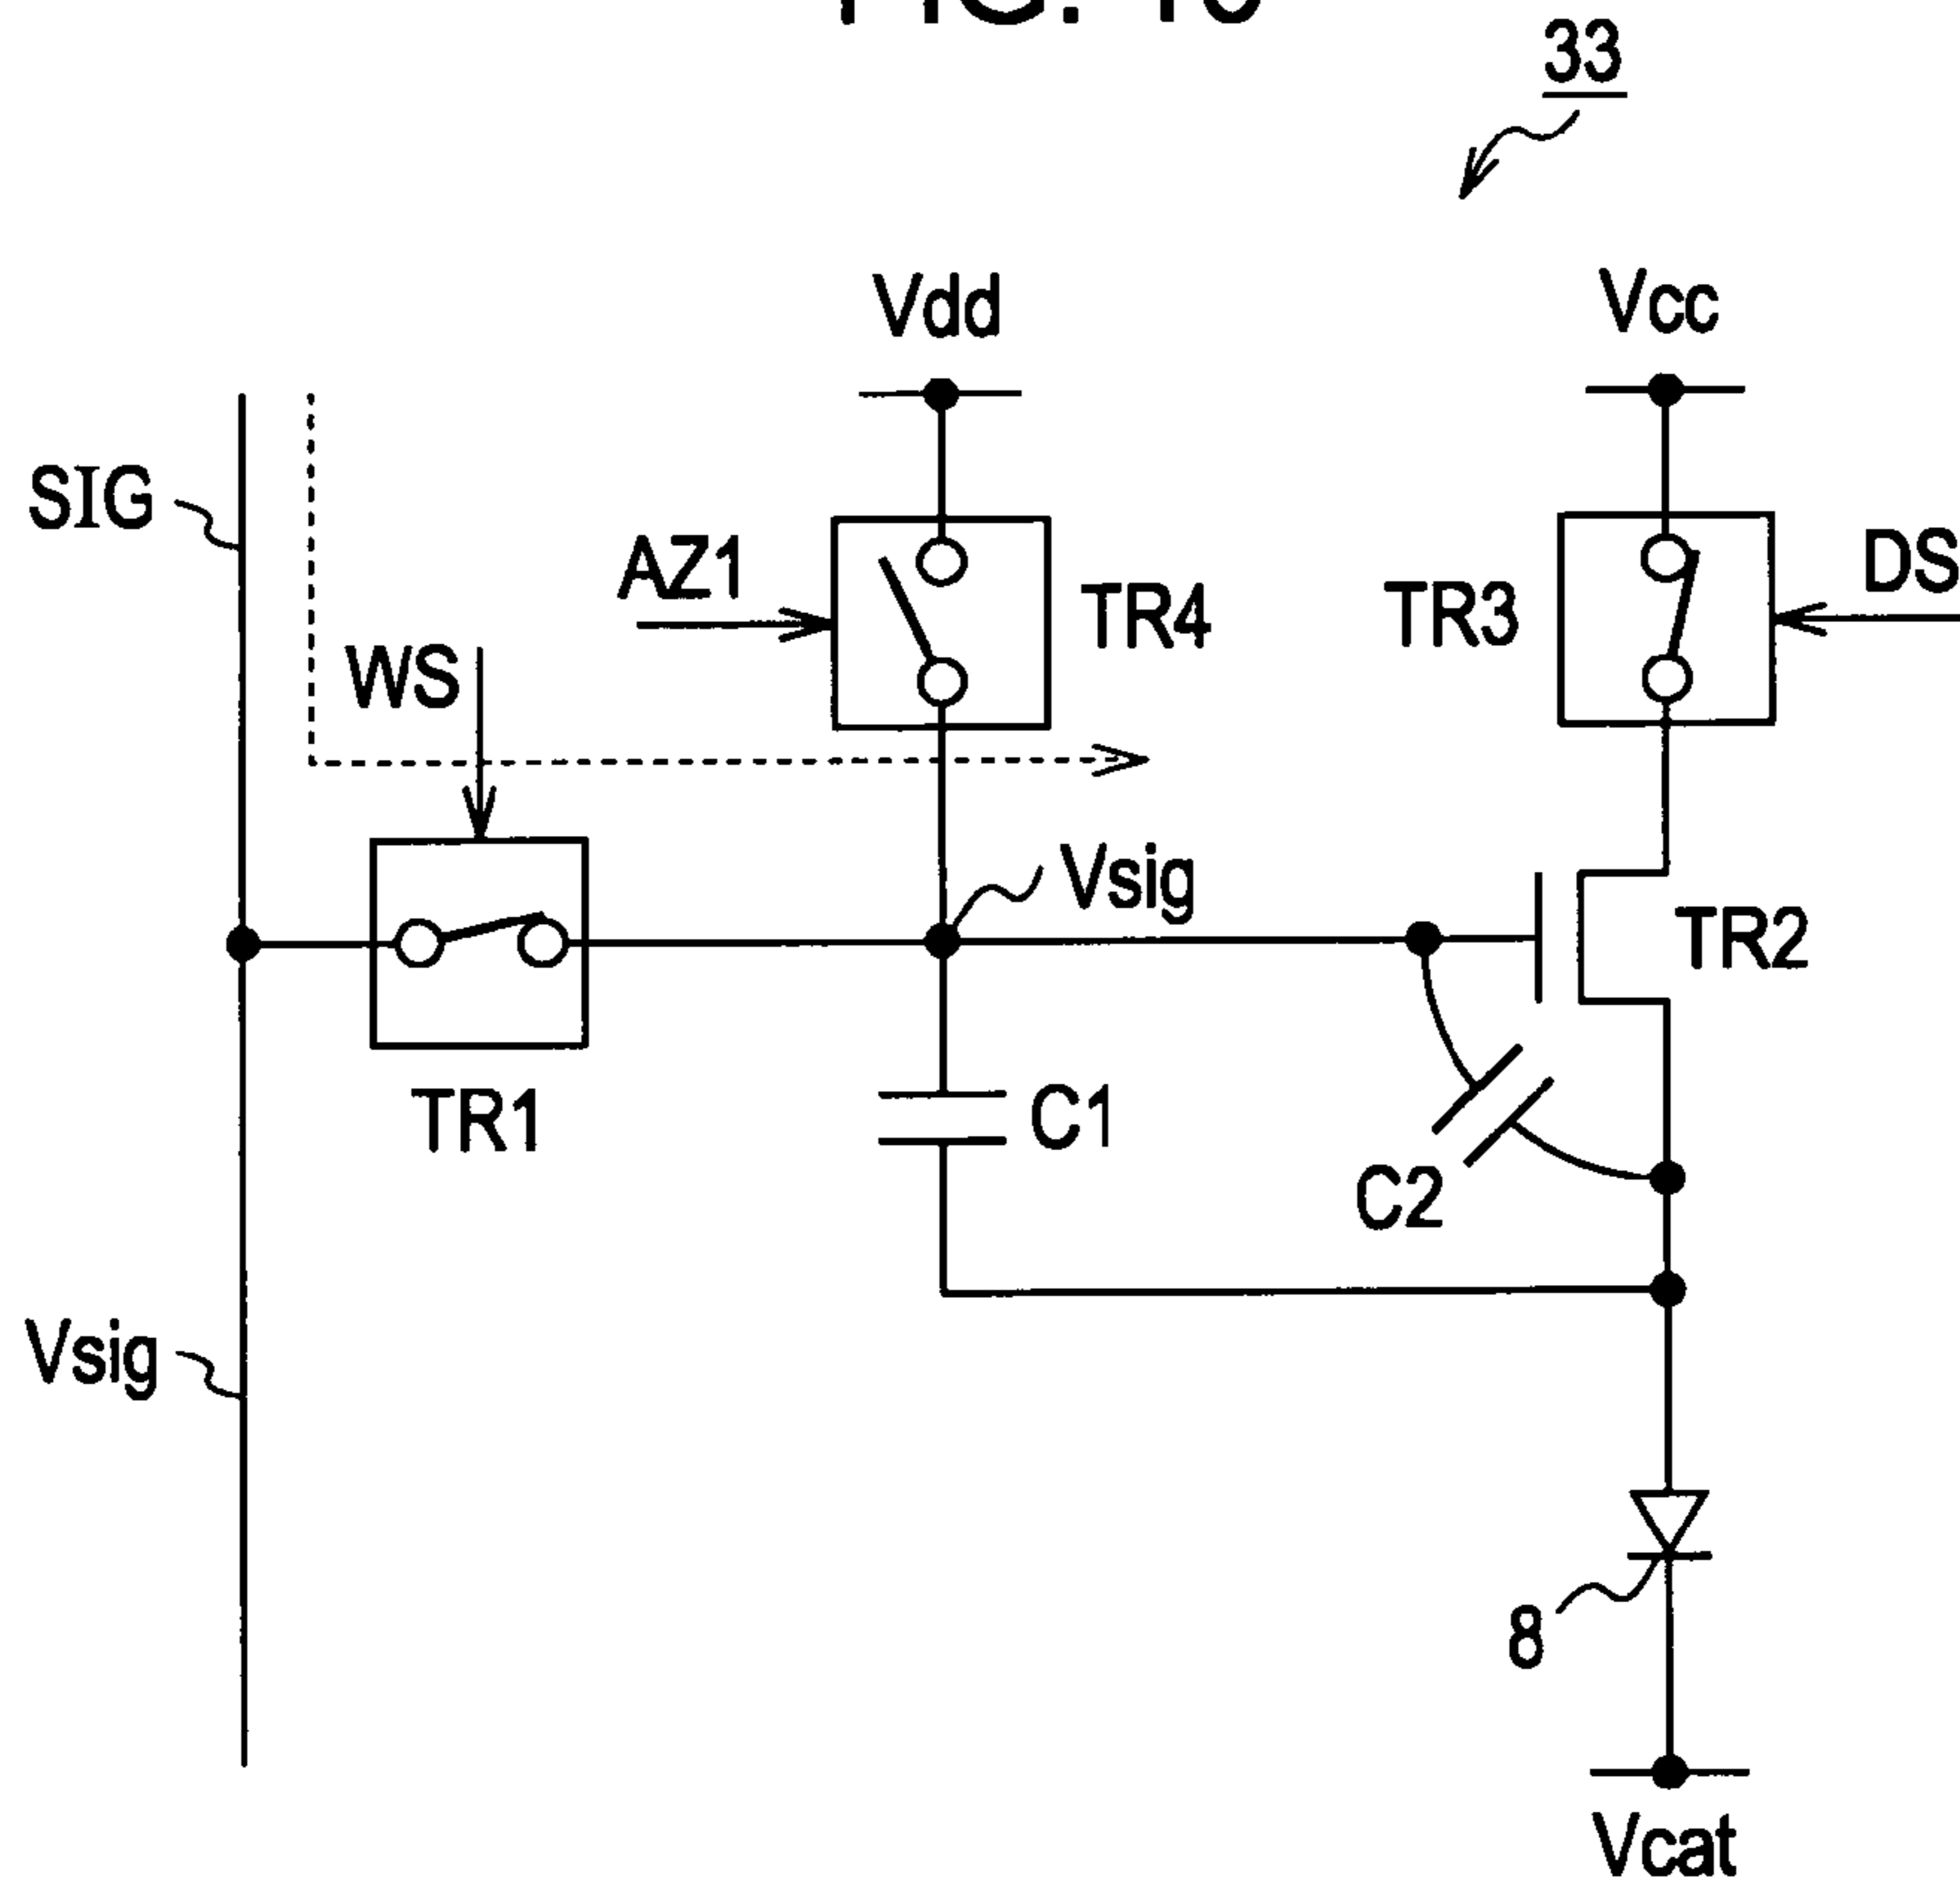 33
Vdd
Vcc
SIG
AZ1
TR4
TR3
DS
WS
Vsig
TR2
TR1
C1
C2
Vsig
8
Vcat